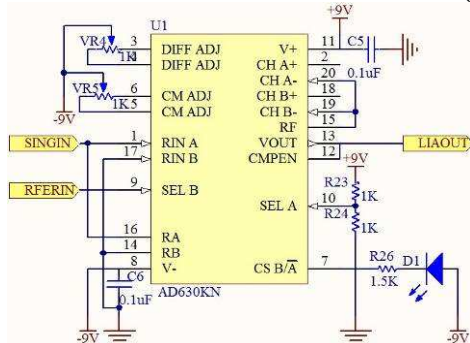 U1
+9V
VR4
1K
3
4
DIFF ADJ
DIFF ADJ
V+
11
C5
0.1uF
CH A+
2
CH A-
20
VR5
1K
6
5
CM ADJ
CM ADJ
CH B+
18
CH B-
19
-9V
RF
15
SINGIN
1
RIN A
VOUT
13
LIAOUT
17
RIN B
CMPEN
12
+9V
RFERIN
9
SEL B
R23
1K
SEL A
10
R24
1K
16
RA
14
RB
8
V-
CS B/A
7
R26
1.5K
D1
C6
0.1uF
AD630KN
-9V
-9V